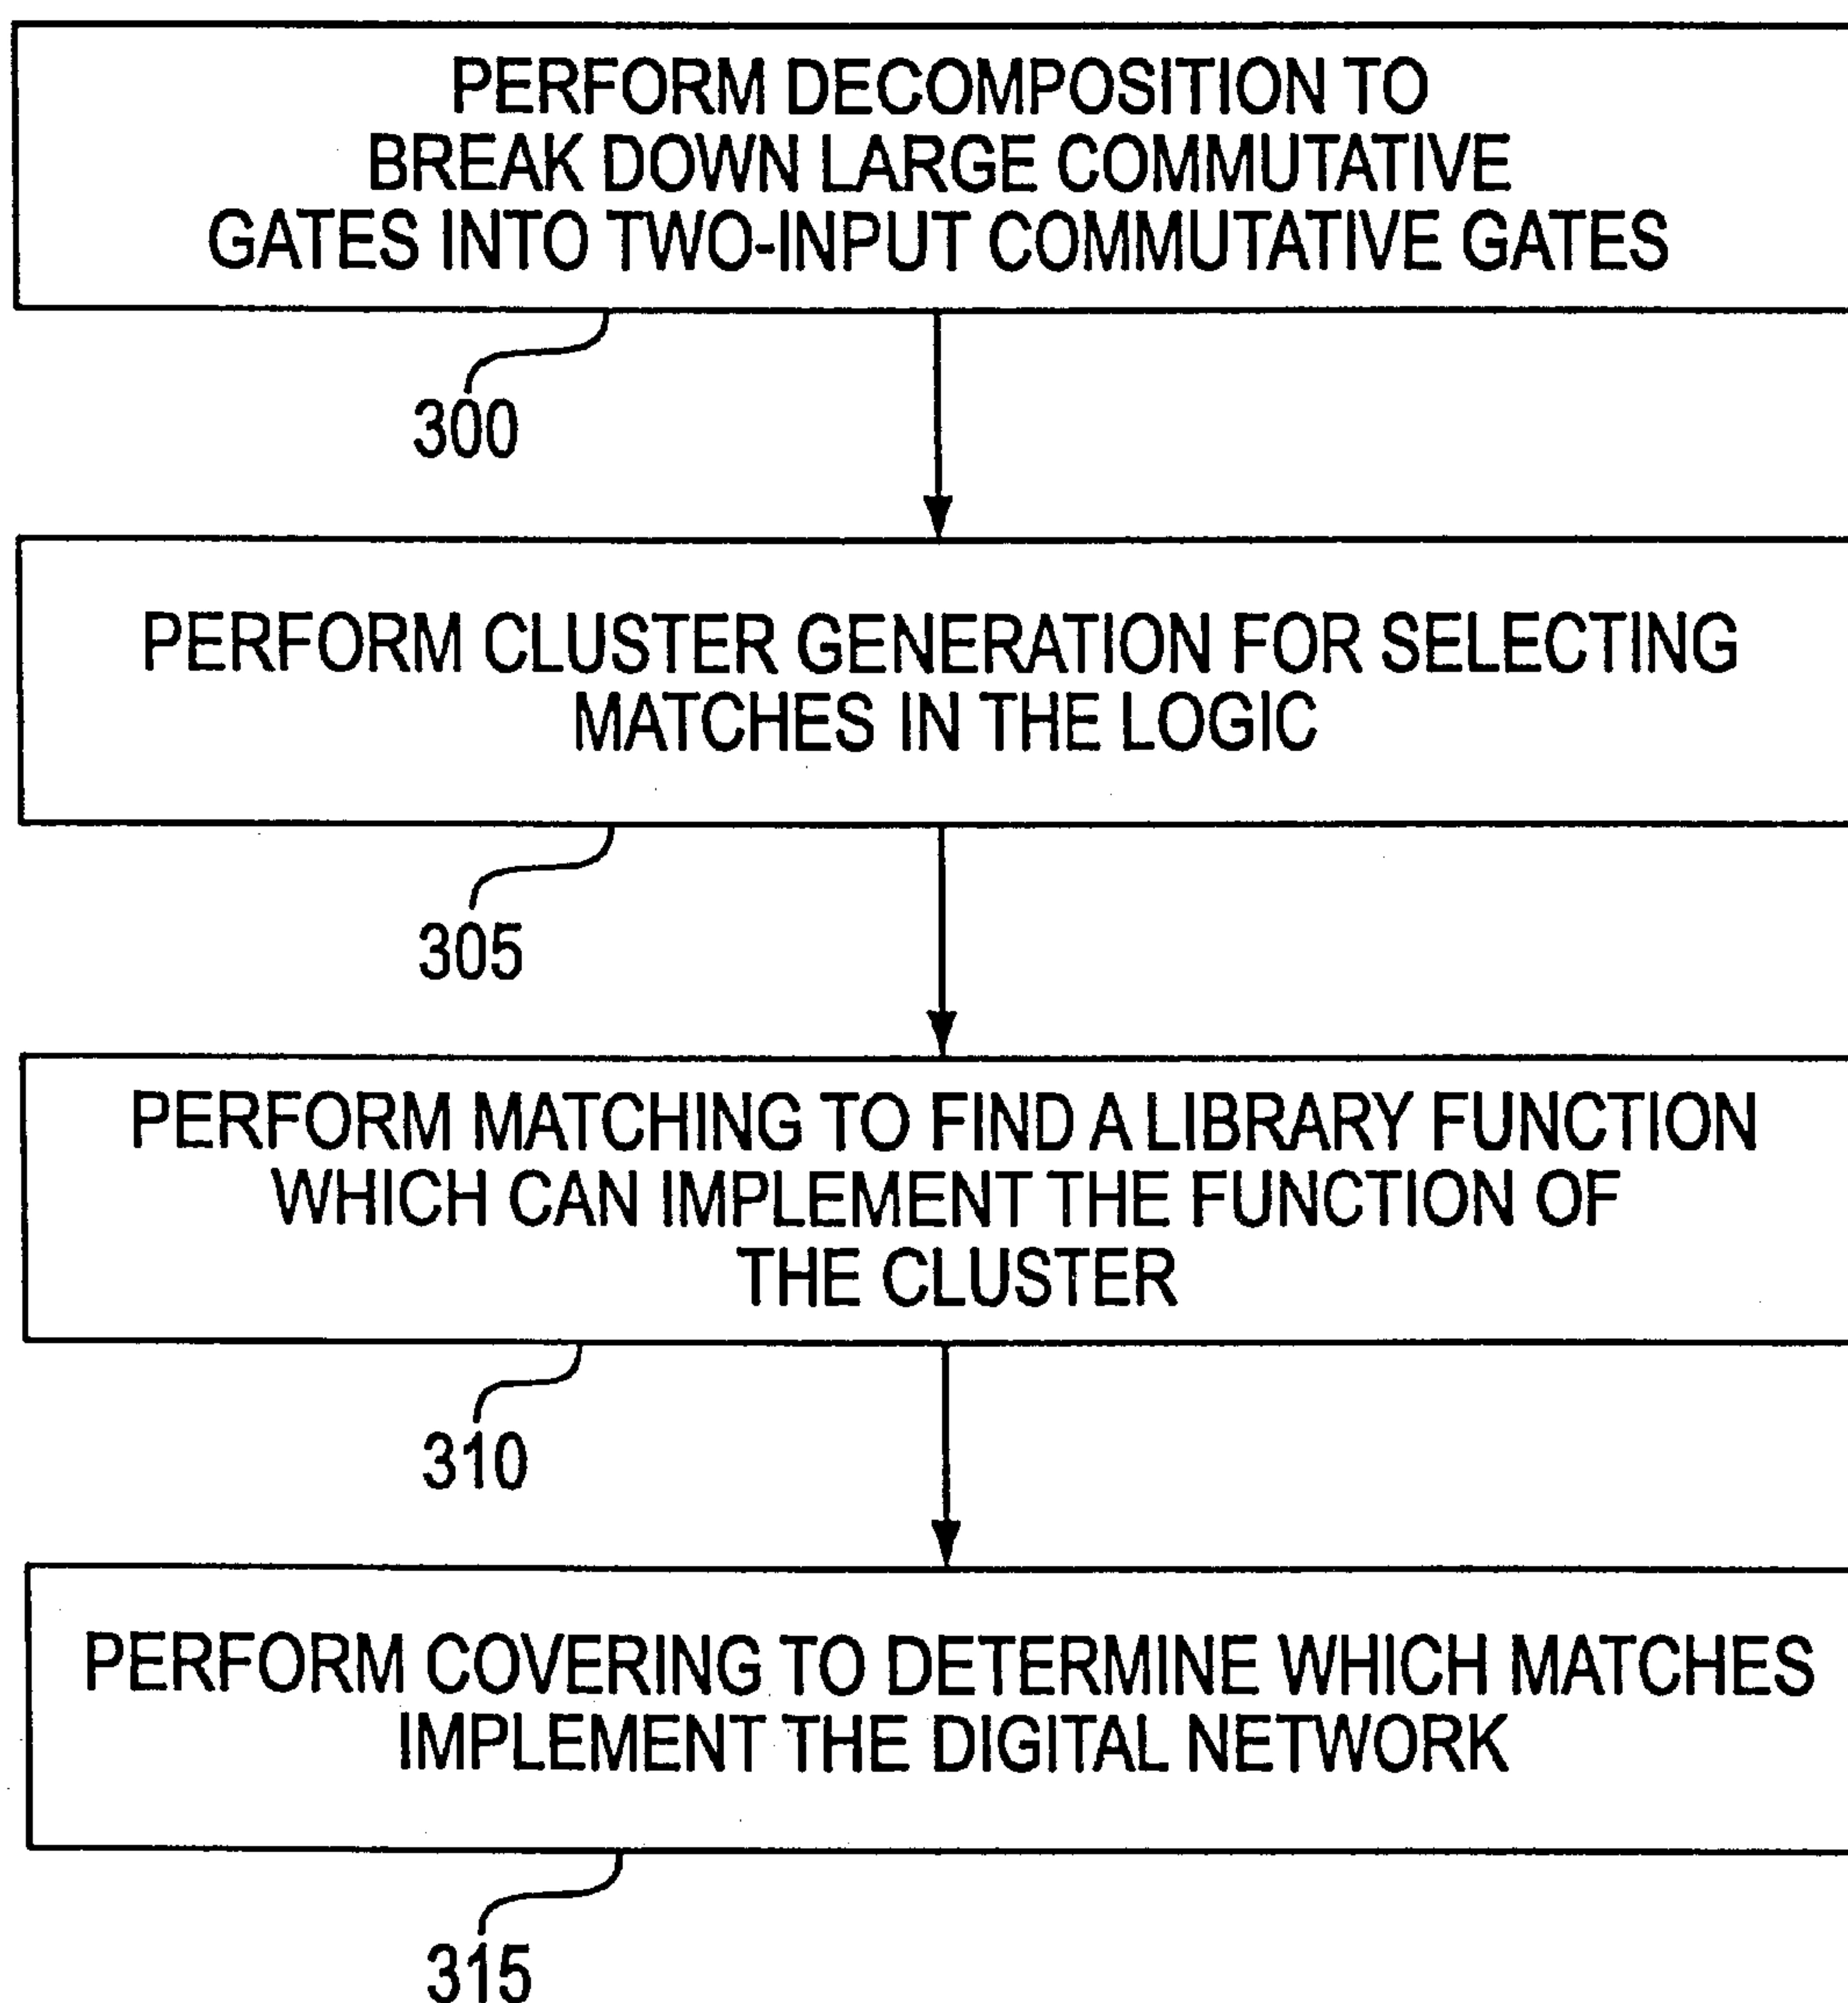 PERFORM DECOMPOSITION TO
BREAK DOWN LARGE COMMUTATIVE
GATES INTO TWO-INPUT COMMUTATIVE GATES
300
PERFORM CLUSTER GENERATION FOR SELECTING
MATCHES IN THE LOGIC
305
PERFORM MATCHING TO FIND A LIBRARY FUNCTION
WHICH CAN IMPLEMENT THE FUNCTION OF
THE CLUSTER
310
PERFORM COVERING TO DETERMINE WHICH MATCHES
IMPLEMENT THE DIGITAL NETWORK
315